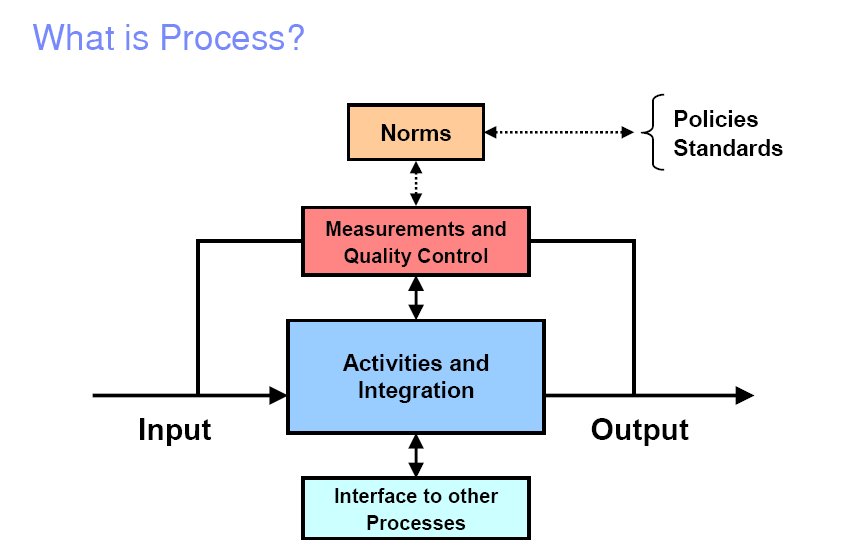 What is Process?
Norms
Policies
Standards
Measurements and
Quality Control
Activities and
Integration
Input
Output
Interface to other
Processes